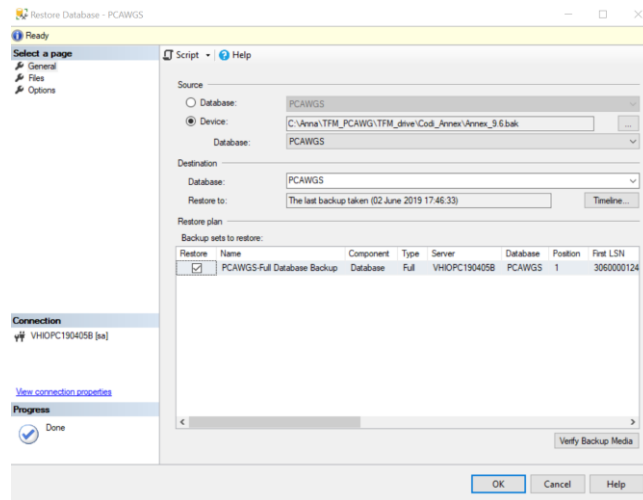 Restore Database - PCAWGS
Ready
Select a page
General
Files
Options
Script
Help
Source
Database:
PCAWGS
Device:
C:\Anna\TFM_PCAWG\TFM_drive\Codi_Annex\Annex_9.6.bak
...
Database:
PCAWGS
Destination
Database:
PCAWGS
Restore to:
The last backup taken (02 June 2019 17:46:33)
Timeline...
Restore plan
Backup sets to restore:
Restore Name Component Type Server Database Position First LSN
PCAWGS-Full Database Backup Database Full VHIOPC190405B PCAWGS 1 3060000124
Connection
VHIOPC190405B [sa]
View connection properties
Progress
Done
Verify Backup Media
OK Cancel Help